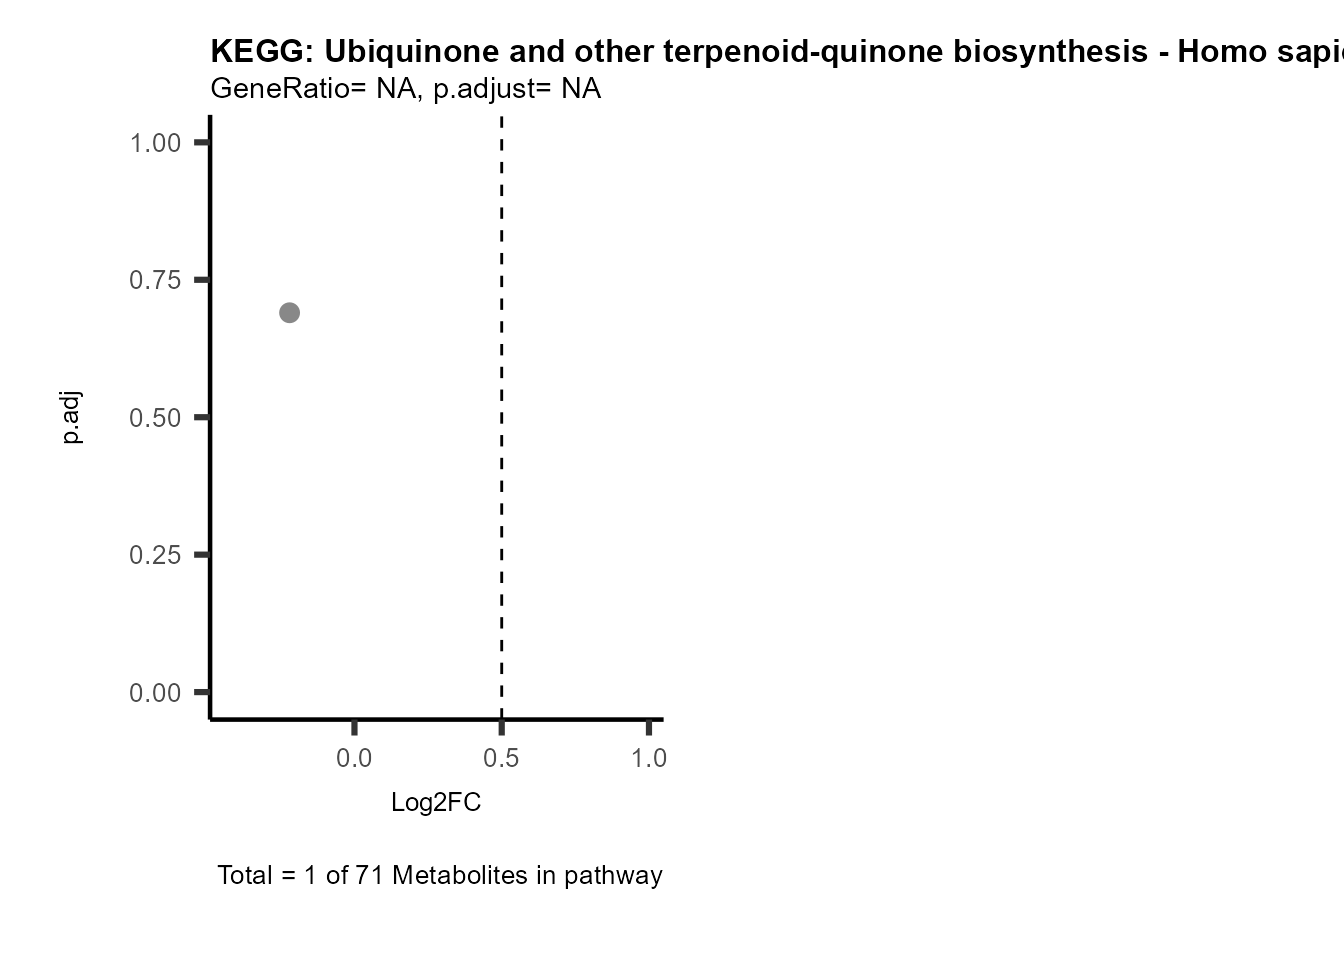 KEGG: Ubiquinone and other terpenoid-quinone biosynthesis - Homo
GeneRatio= NA, p.adjust= NA
1.00
0.75
0.50
0.25
0.00
p.adj
0.0 0.5 1.0
Log2FC
Total = 1 of 71 Metabolites in pathway